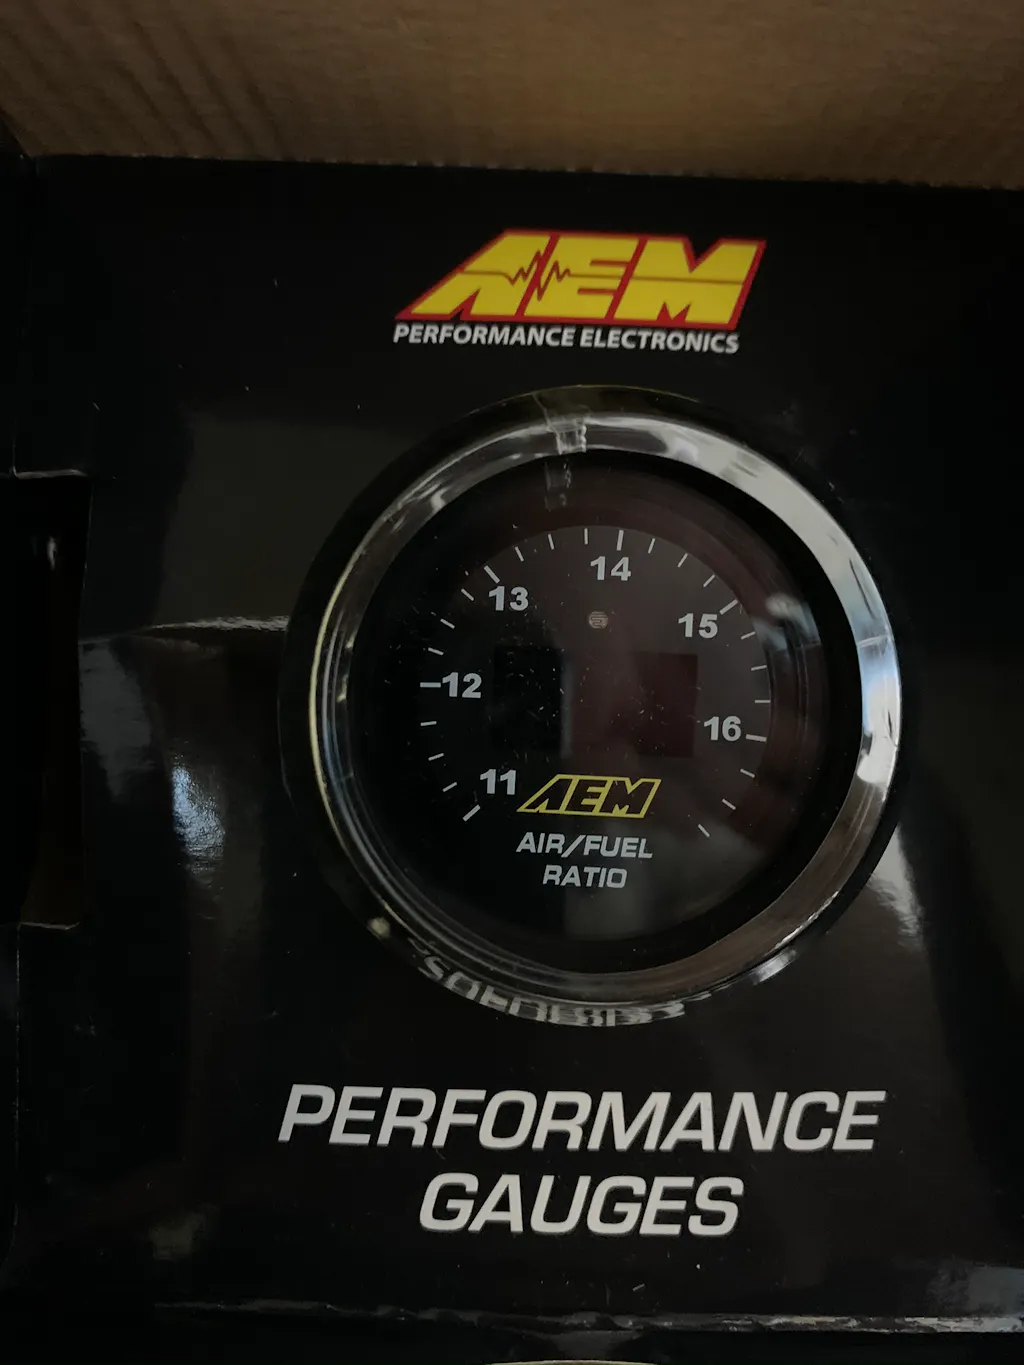 AEM
PERFORMANCE ELECTRONICS
14
13
15
12
16
11
AEM
AIR/FUEL
RATIO
PERFORMANCE
GAUGES